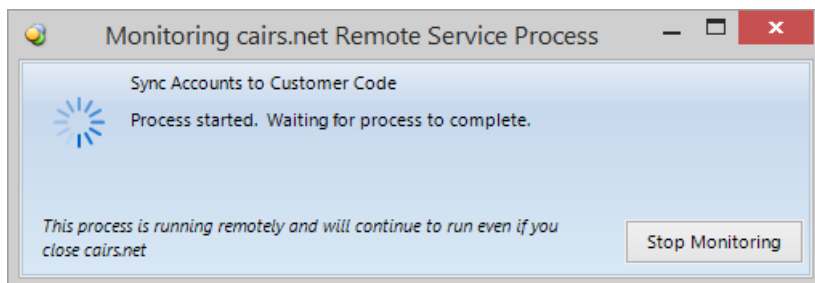 Monitoring cairs.net Remote Service Process
Sync Accounts to Customer Code
Process started. Waiting for process to complete.
This process is running remotely and will continue to run even if you
close cairs.net
Stop Monitoring